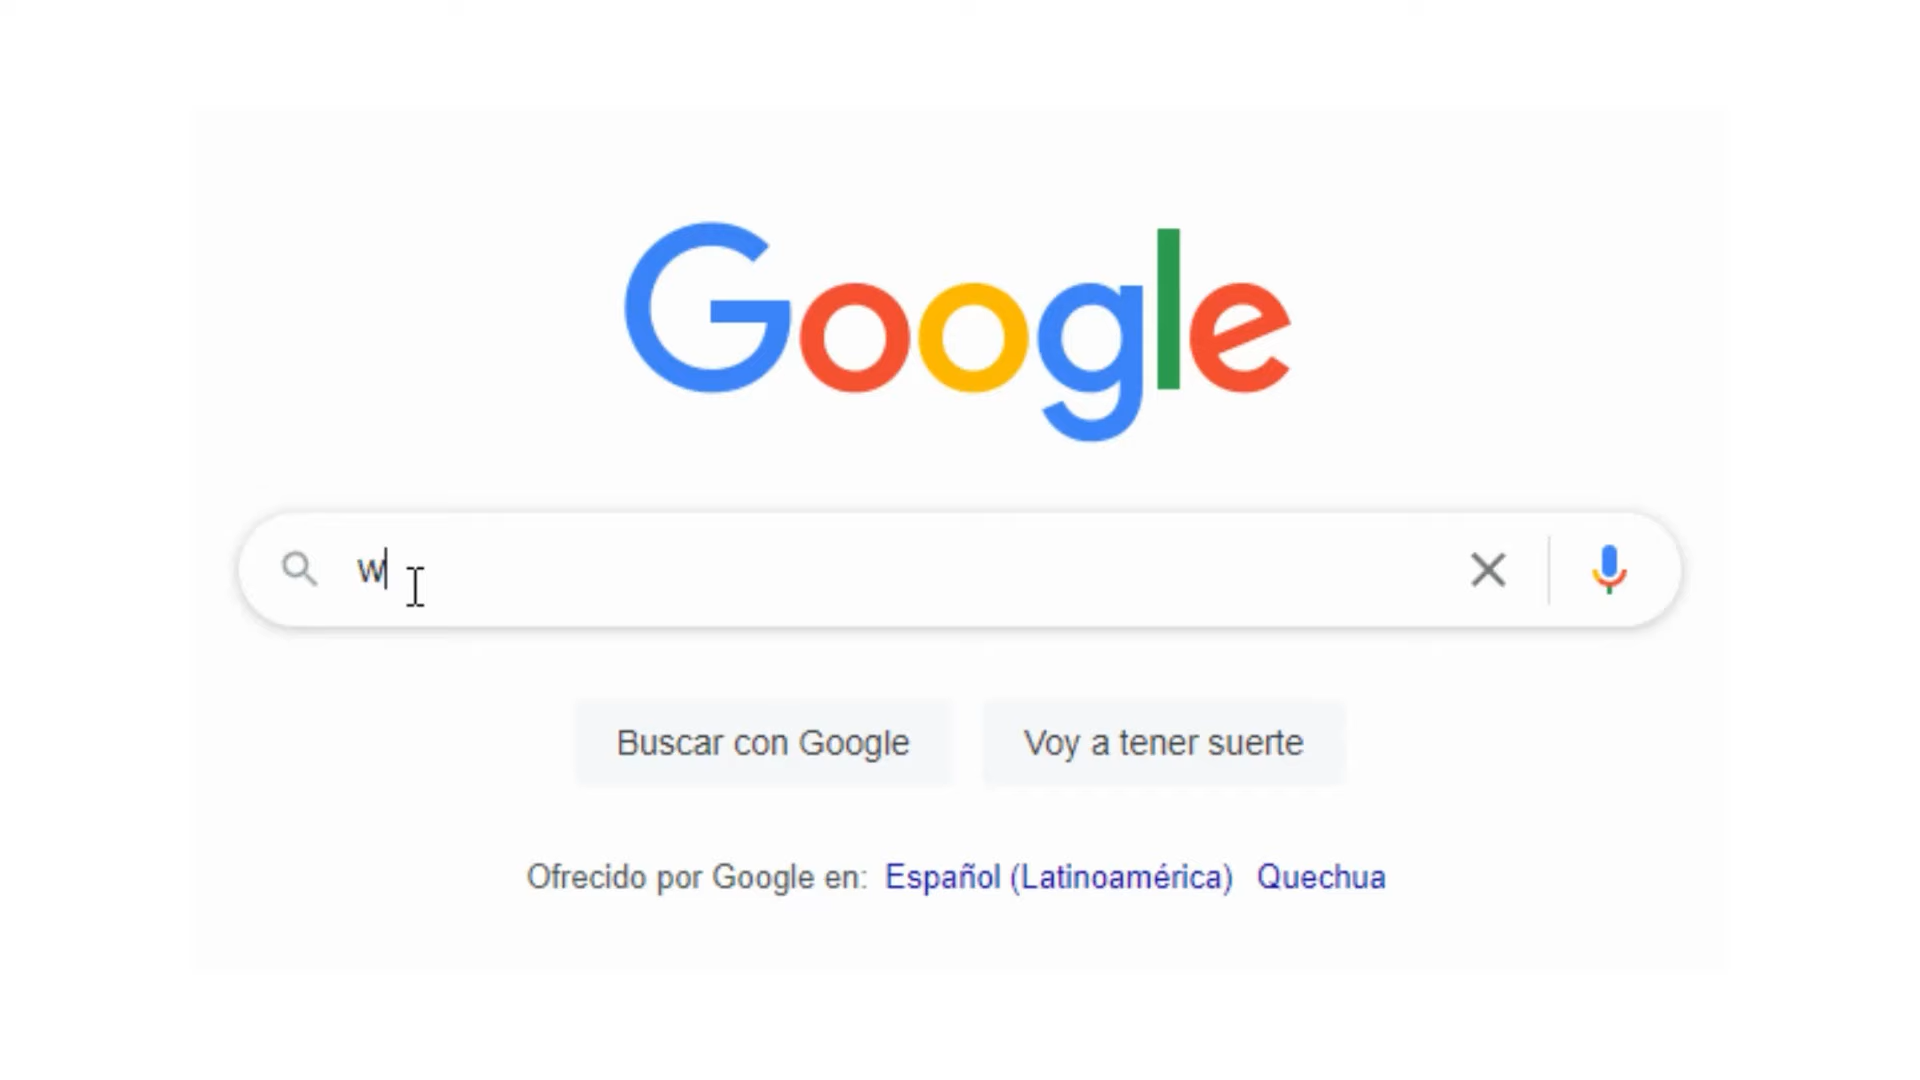 Google
w
Buscar con Google Voy a tener suerte
Ofrecido por Google en: Español (Latinoamérica) Quechua